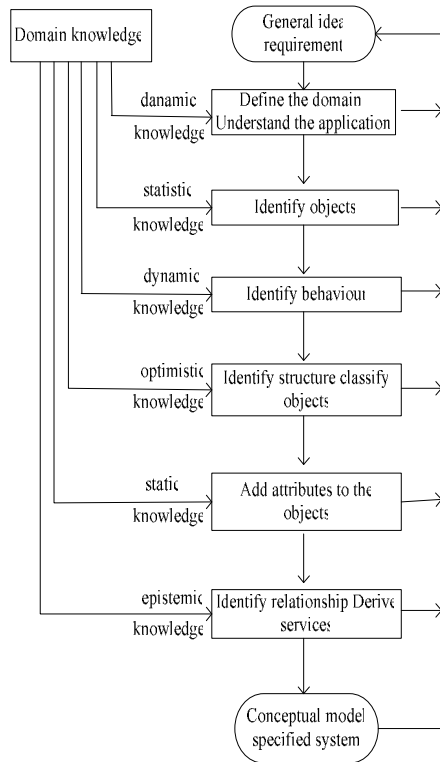 Domain knowledge
General idea
requirement
danamic
knowledge
Define the domain
Understand the application
statistic
knowledge
Identify objects
dynamic
knowledge
Identify behaviour
optimistic
knowledge
Identify structure classify
objects
static
knowledge
Add attributes to the
objects
epistemic
knowledge
Identify relationship Derive
services
Conceptual model
specified system